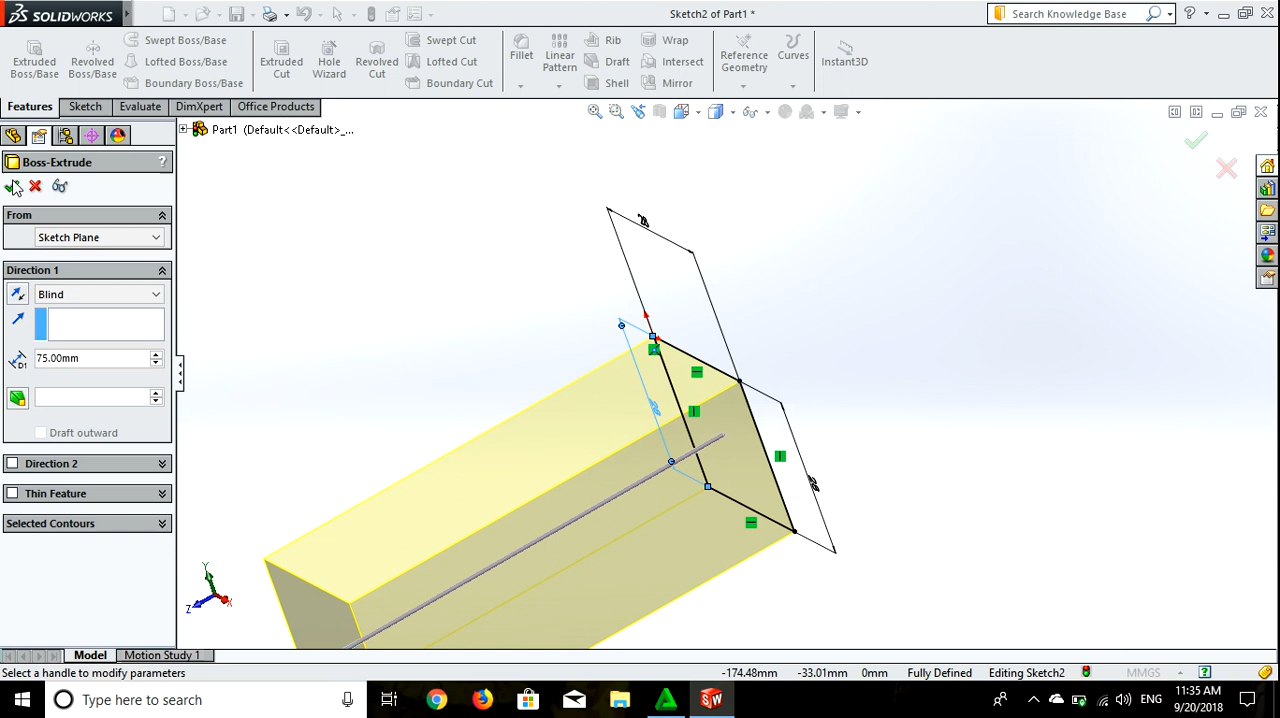 SOLIDWORKS
Sketch2 of Part1 *
Search Knowledge Base
?
Extruded Boss/Base
Revolved Boss/Base
Swept Boss/Base
Lofted Boss/Base
Boundary Boss/Base
Extruded Cut
Hole Wizard
Revolved Cut
Swept Cut
Lofted Cut
Boundary Cut
Fillet
Linear Pattern
Rib
Draft
Shell
Wrap
Intersect
Mirror
Reference Geometry
Curves
Instant3D
Features
Sketch
Evaluate
DimXpert
Office Products
Part1 (Default<<Default>_...
Boss-Extrude
?
From
Sketch Plane
Direction 1
Blind
D1
75.00mm
Draft outward
Direction 2
Thin Feature
Selected Contours
Y
Z
X
Model
Motion Study 1
Select a handle to modify parameters
-174.48mm
-33.01mm
0mm
Fully Defined
Editing Sketch2
MMGS
?
Type here to search
SW
ENG
11:35 AM
9/20/2018